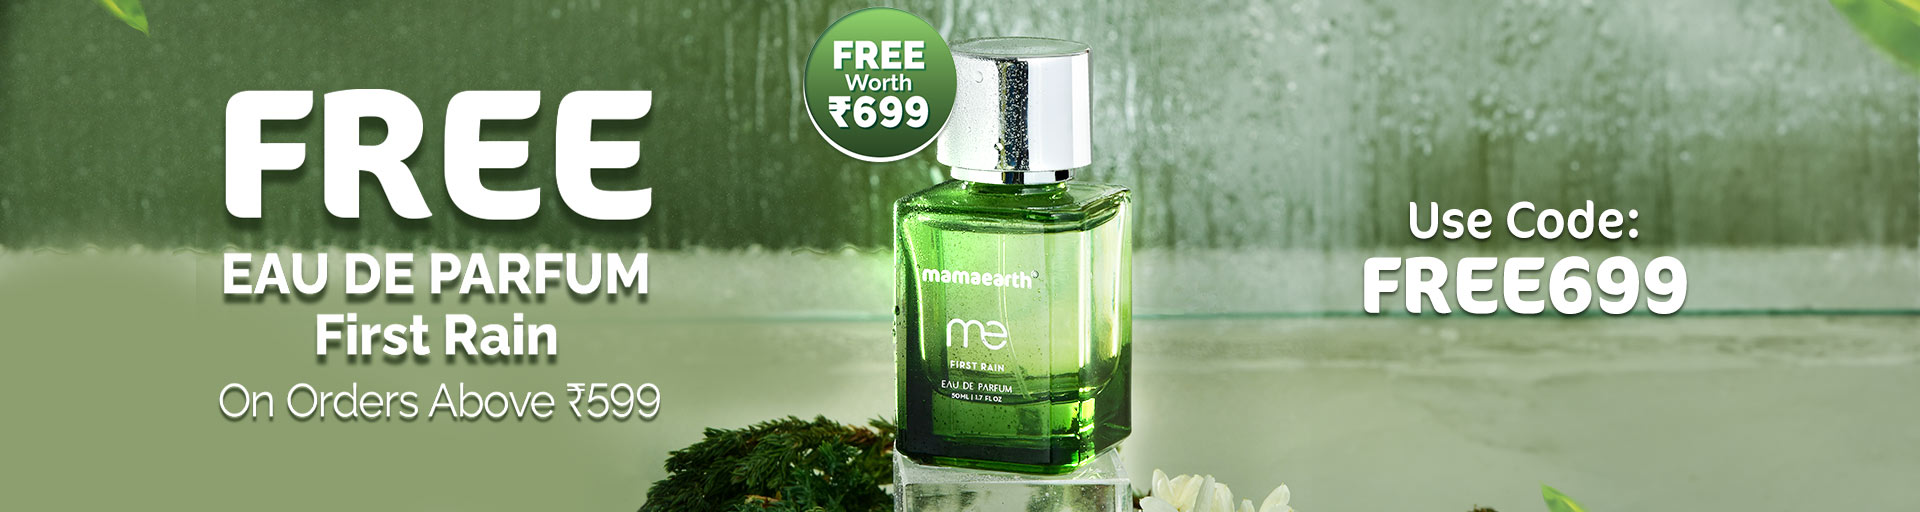 FREE
EAU DE PARFUM
First Rain
On Orders Above ₹599
FREE
Worth
₹699
mamaearth®
me
FIRST RAIN
EAU DE PARFUM
50ML | 1.7 FL OZ
Use Code:
FREE699